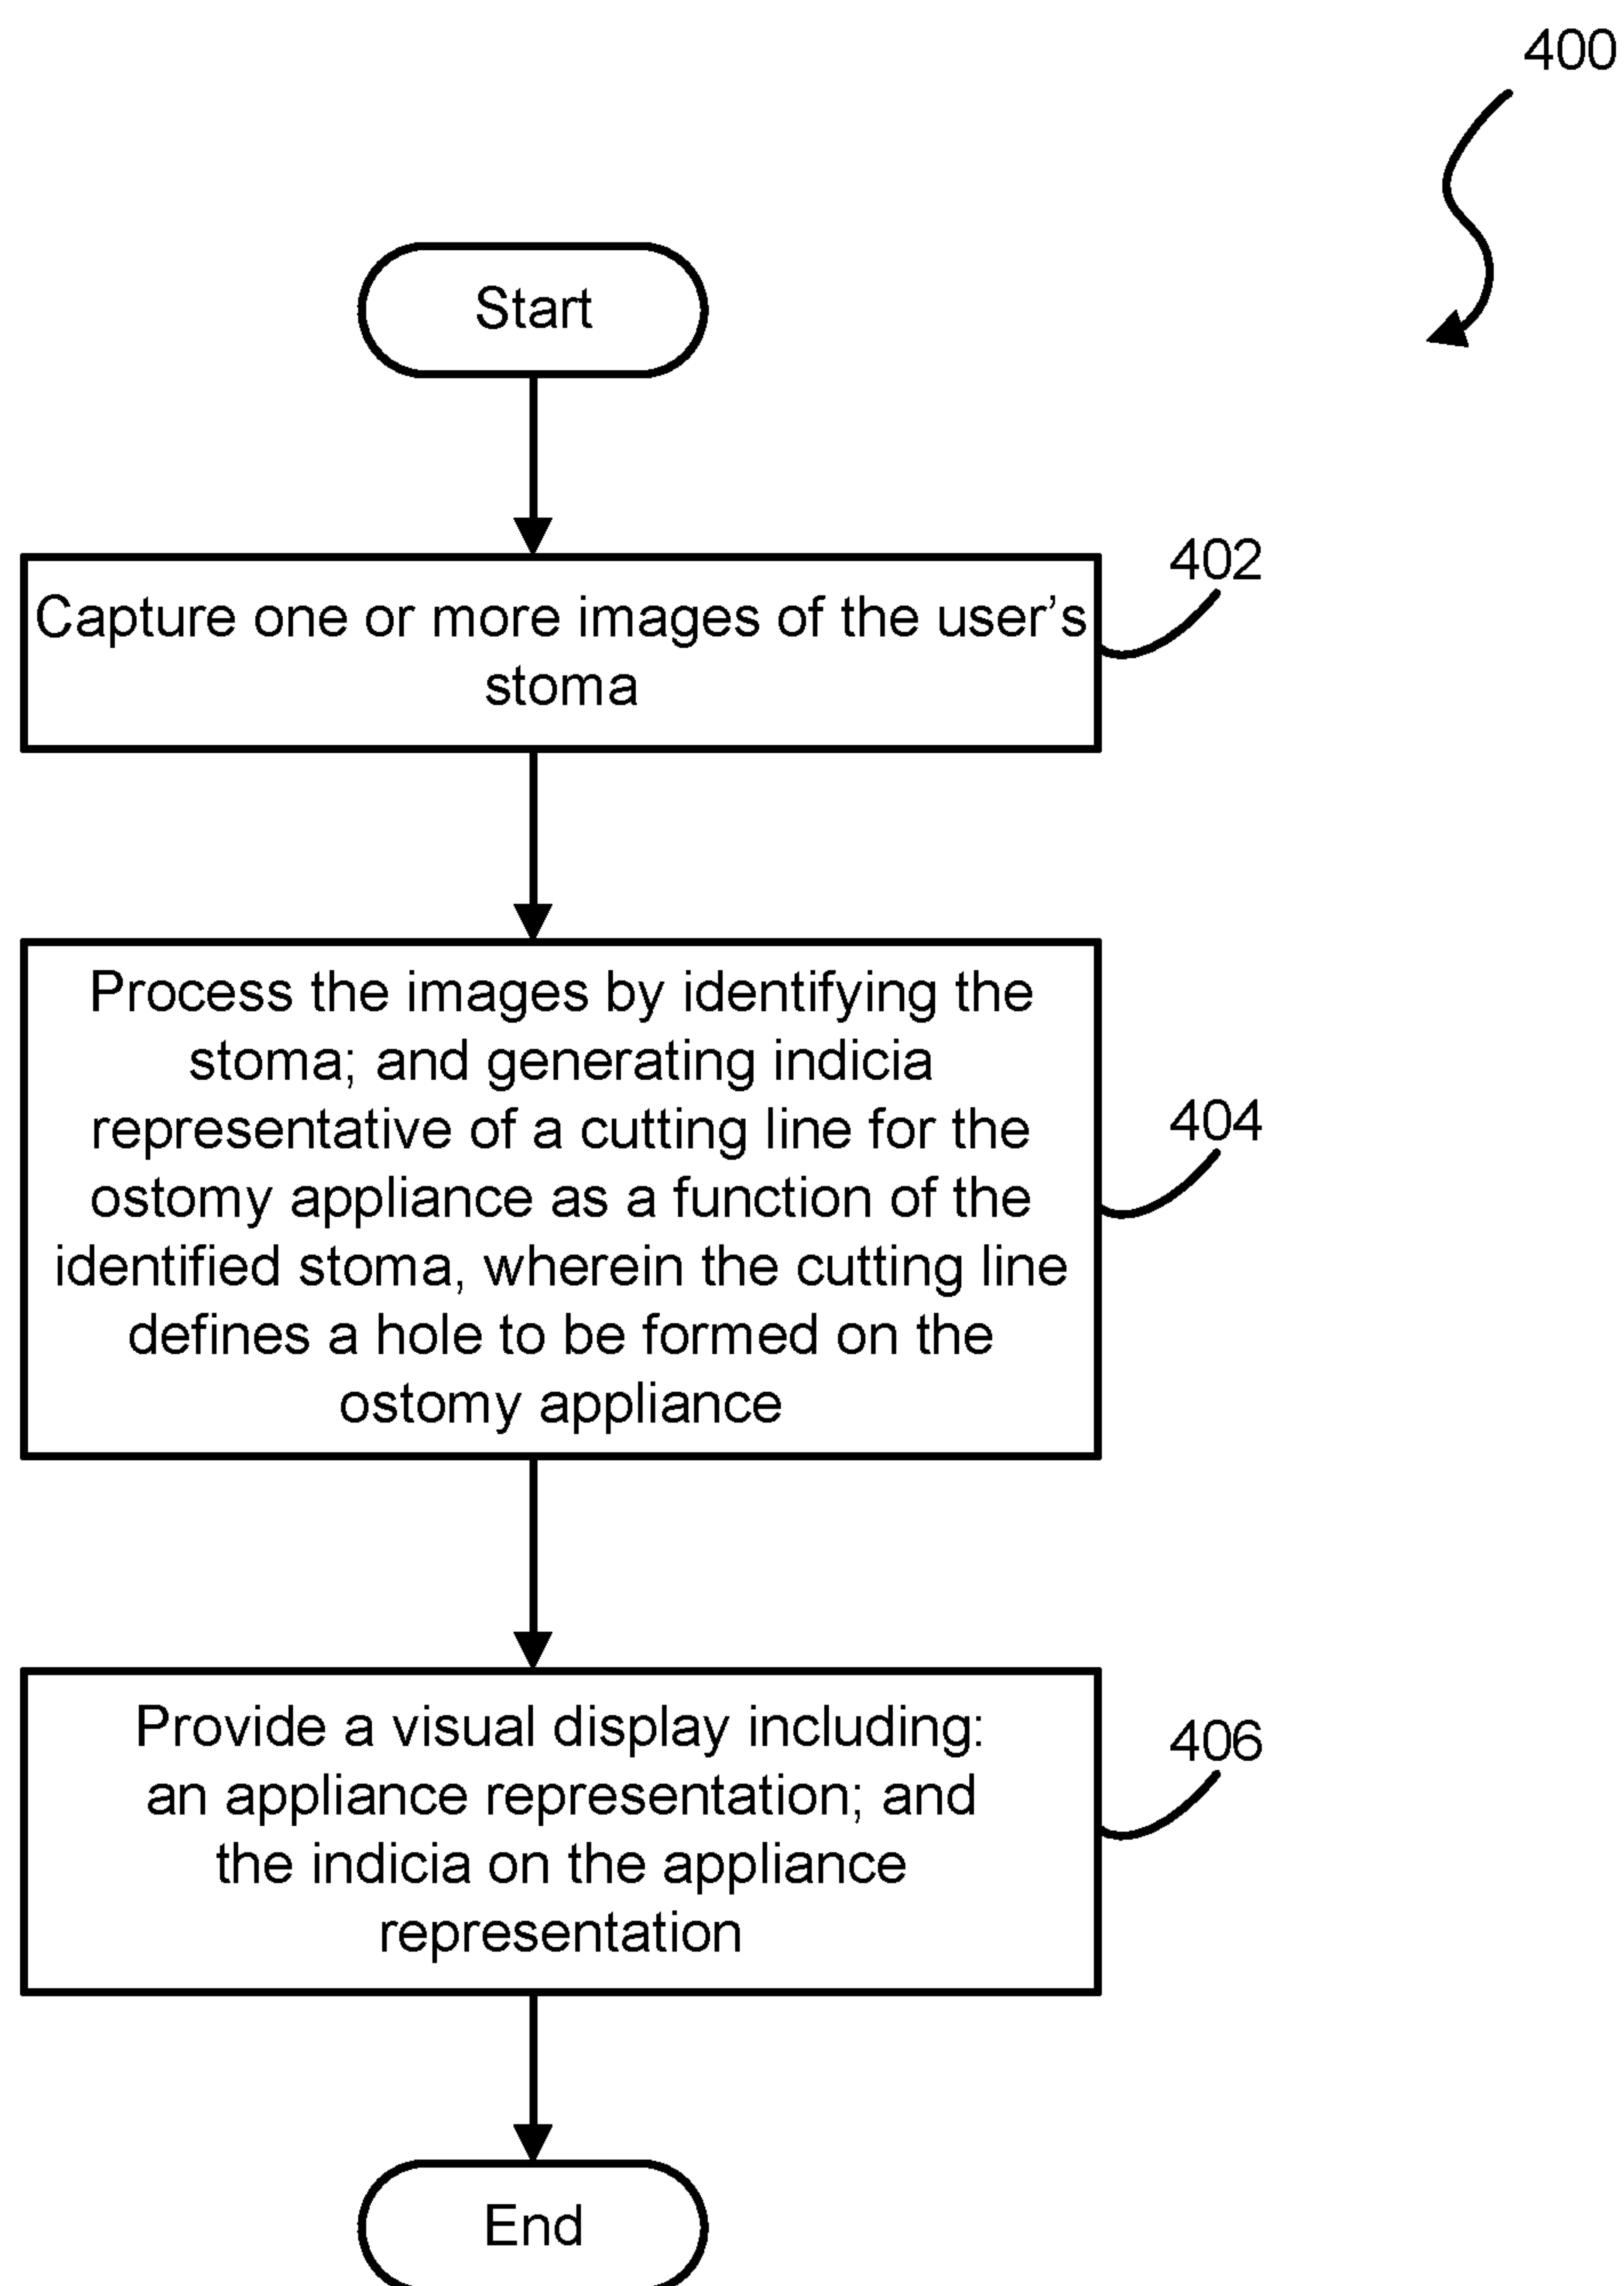 400
Start
402
Capture one or more images of the user’s
stoma
Process the images by identifying the
stoma; and generating indicia
representative of a cutting line for the
404
ostomy appliance as a function of the
identified stoma, wherein the cutting line
defines a hole to be formed on the
ostomy appliance
Provide a visual display including:
406
an appliance representation; and
the indicia on the appliance
representation
End